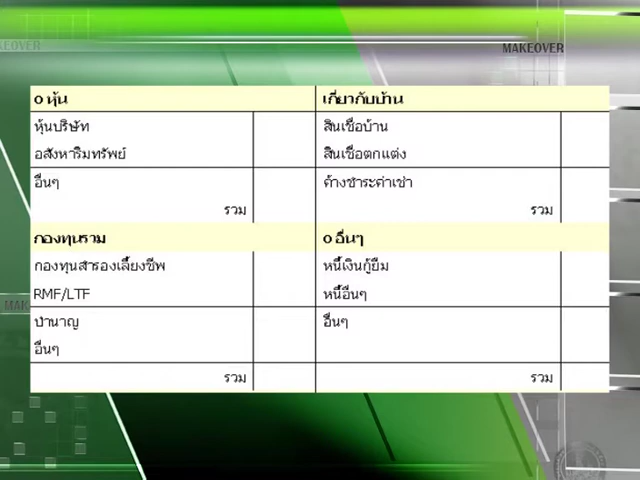 MAKEOVER
o หุ้น
เกี่ยวกับบ้าน
หุ้นบริษัท
สินเชื่อบ้าน
อสังหาริมทรัพย์
สินเชื่อตกแต่ง
อื่นๆ
ค้างชำระค่าเช่า
รวม
รวม
กองทุนรวม
o อื่นๆ
กองทุนสำรองเลี้ยงชีพ
หนี้เงินกู้ยืม
RMF/LTF
หนี้อื่นๆ
บำนาญ
อื่นๆ
อื่นๆ
รวม
รวม